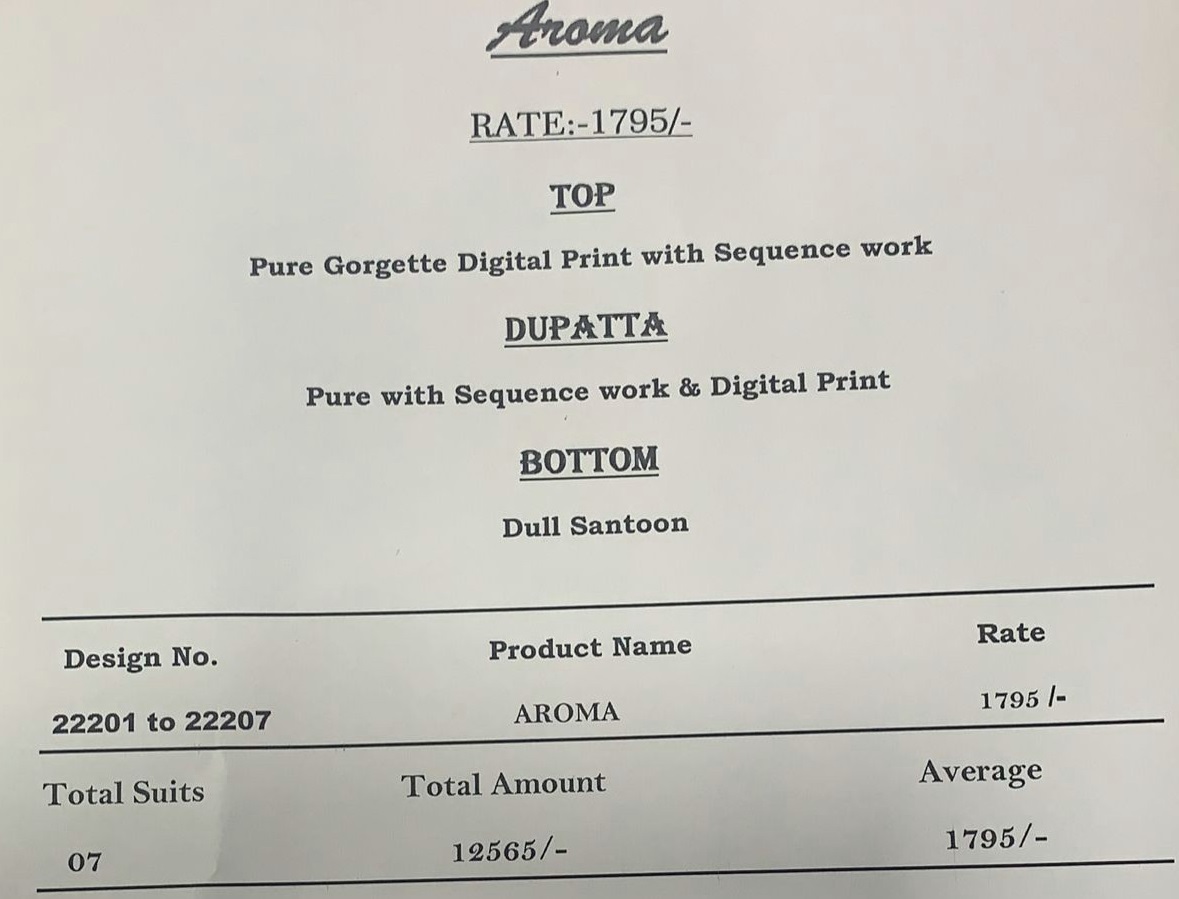 Aroma
RATE:-1795/-
TOP
Pure Gorgette Digital Print with Sequence work
DUPATTA
Pure with Sequence work & Digital Print
BOTTOM
Dull Santoon
Design No. Product Name Rate
22201 to 22207 AROMA 1795 /-
Total Suits Total Amount Average
07 12565/- 1795/-